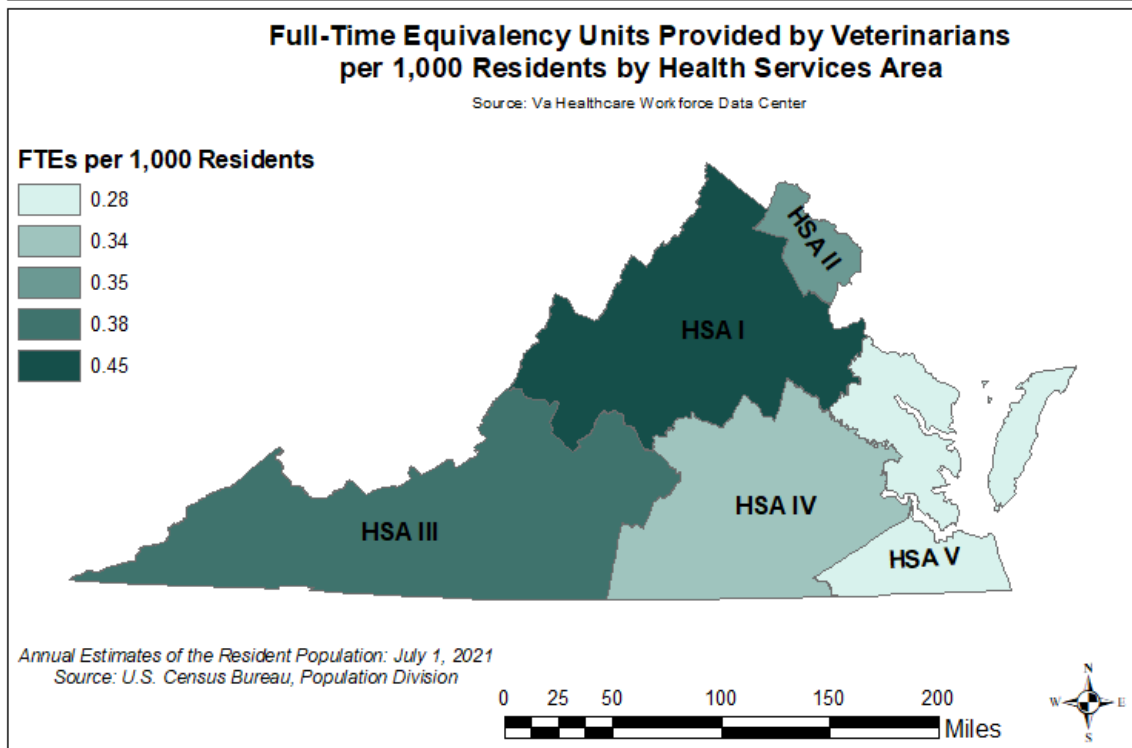 Full-Time Equivalency Units Provided by Veterinarians
per 1,000 Residents by Health Services Area
Source: Va Healthcare Workforce Data Center
FTEs per 1,000 Residents
0.28
0.34
0.35
0.38
0.45
HSA II
HSA I
HSA IV
HSA III
HSA V
Annual Estimates of the Resident Population: July 1, 2021
Source: U.S. Census Bureau, Population Division
0 25 50 100 150 200
Miles
N
W E
S